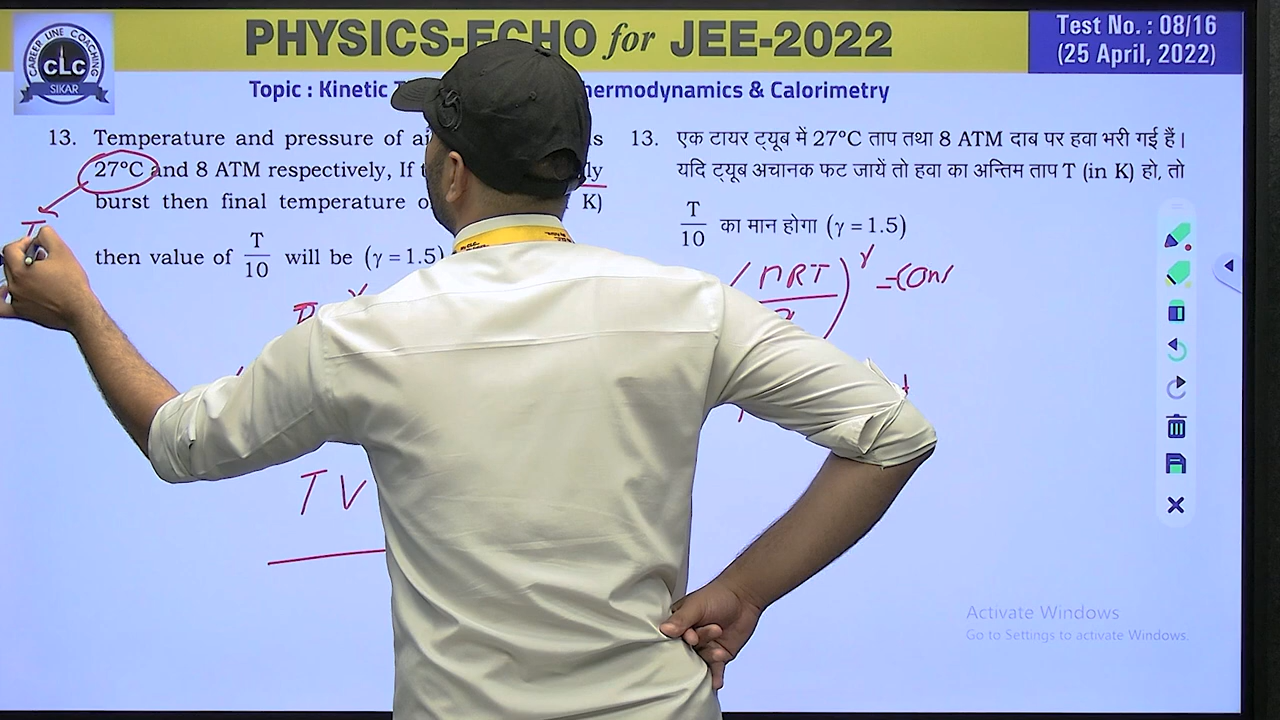 CAREER LINE COACHING
CLC
SIKAR
PHYSICS-ECHO for JEE-2022
Test No. : 08/16
(25 April, 2022)
Topic : Kinetic hermodynamics & Calorimetry
13. Temperature and pressure of
27°C and 8 ATM respectively, If
burst then final temperature K)
then value of T/10 will be (γ = 1.5)
13. एक टायर ट्यूब में 27°C ताप तथा 8 ATM दाब पर हवा भरी गई हैं।
यदि ट्यूब अचानक फट जायें तो हवा का अन्तिम ताप T (in K) हो, तो
T/10 का मान होगा (γ = 1.5)
(nRT)^γ = con
TV
Activate Windows
Go to Settings to activate Windows.